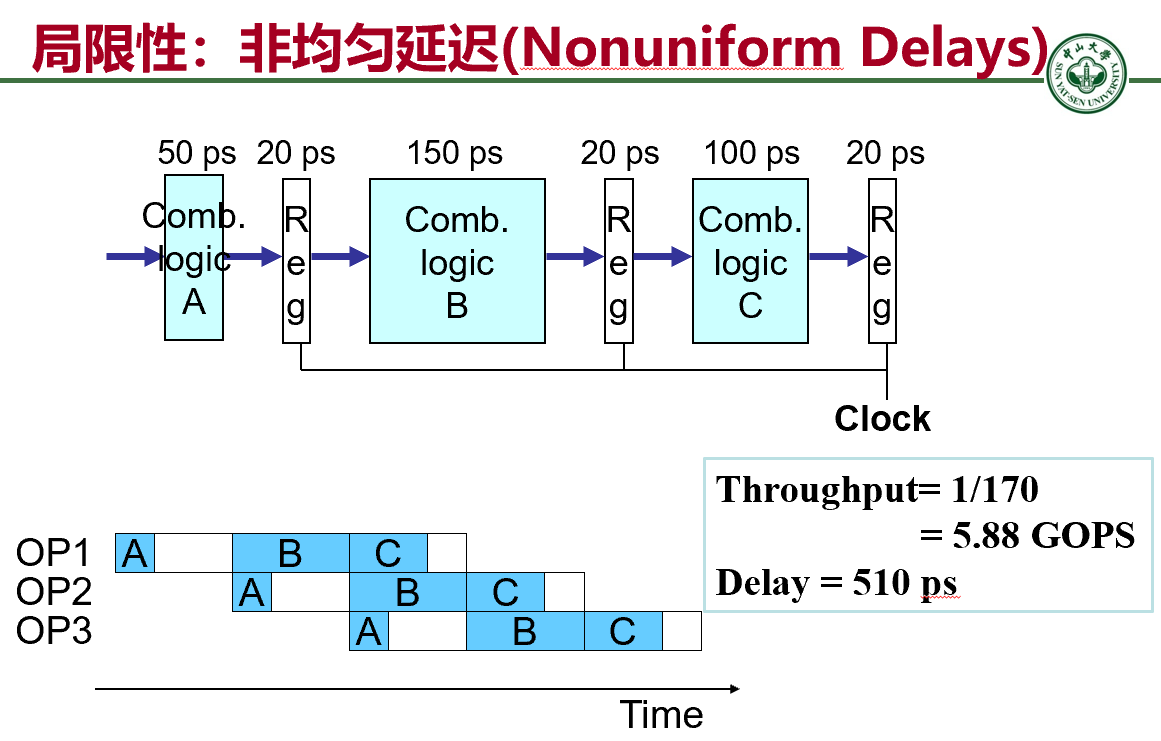 局限性：非均匀延迟(Nonuniform Delays)
中山大学
SUN YAT-SEN UNIVERSITY
50 ps 20 ps 150 ps 20 ps 100 ps 20 ps
Comb.
logic
A
R
e
g
Comb.
logic
B
R
e
g
Comb.
logic
C
R
e
g
Clock
Throughput= 1/170
= 5.88 GOPS
Delay = 510 ps
OP1 A B C
OP2 A B C
OP3 A B C
Time